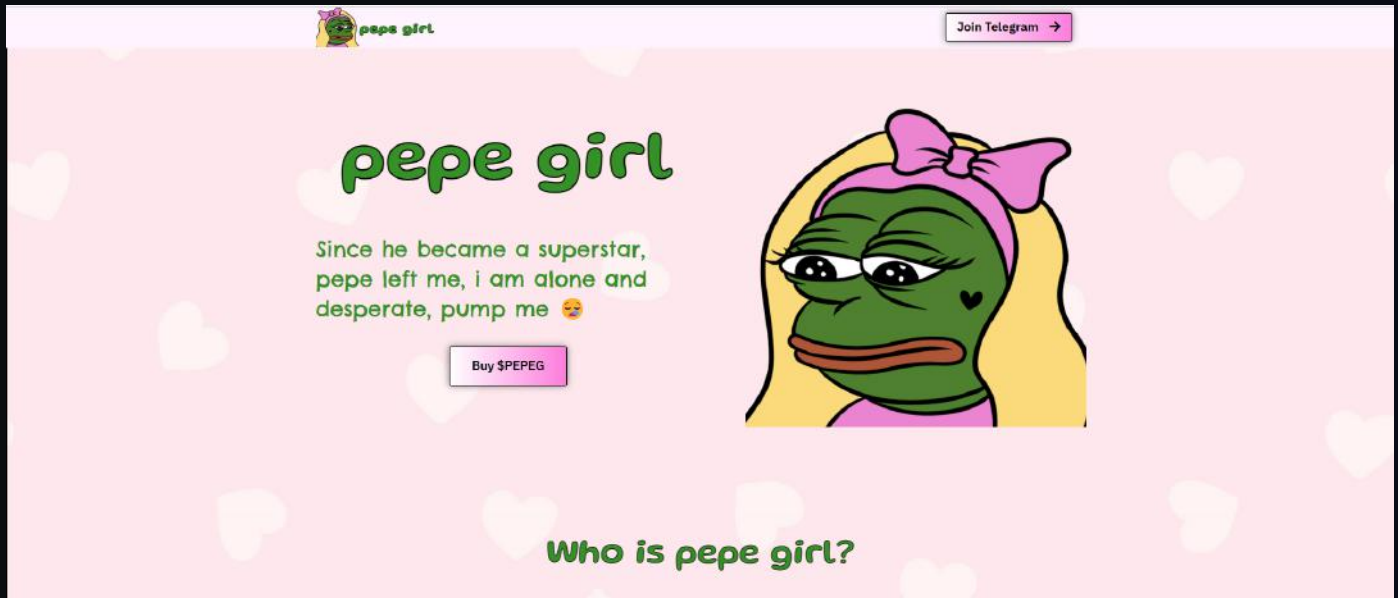 pepe girl
Join Telegram →
pepe girl
Since he became a superstar,
pepe left me, i am alone and
desperate, pump me 😪
Buy $PEPEG
Who is pepe girl?